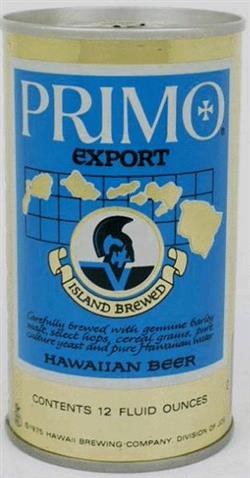 PRIMO
EXPORT
ISLAND BREWED
Carefully brewed with genuine barley
malt, select hops, cereal grains, pure
culture yeast and pure Hawaiian water
HAWAIIAN BEER
CONTENTS 12 FLUID OUNCES
©1975 HAWAII BREWING COMPANY, DIVISION OF